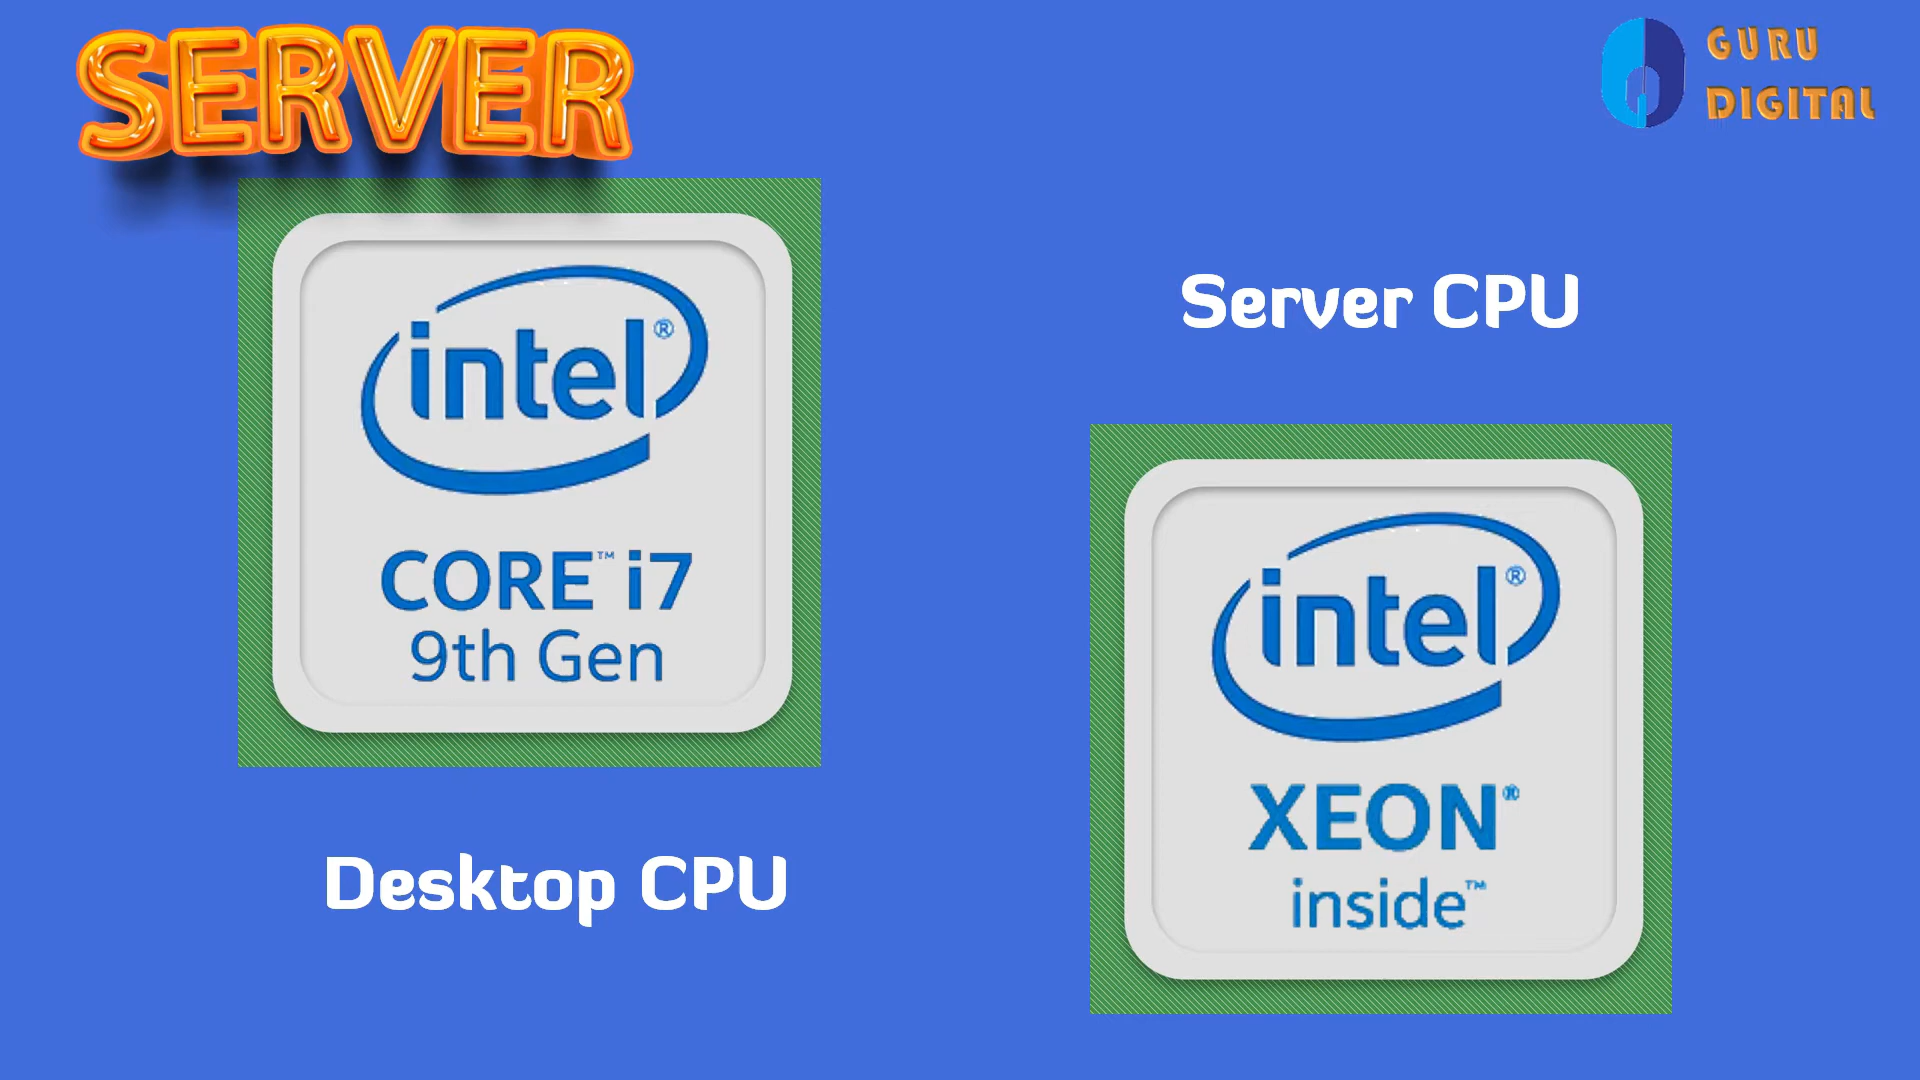 SERVER
GURU
DIGITAL
intel®
CORE™ i7
9th Gen
Desktop CPU
Server CPU
intel®
XEON®
inside™